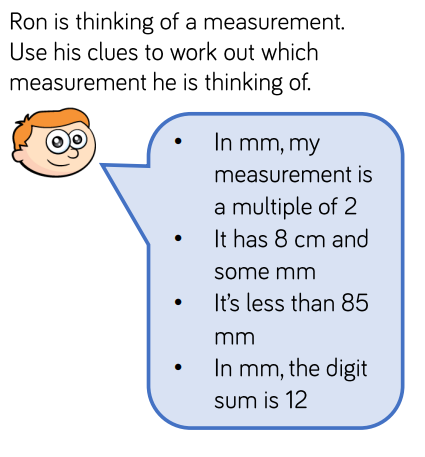 Ron is thinking of a measurement.
Use his clues to work out which
measurement he is thinking of.
• In mm, my
measurement is
a multiple of 2
• It has 8 cm and
some mm
• It's less than 85
mm
• In mm, the digit
sum is 12